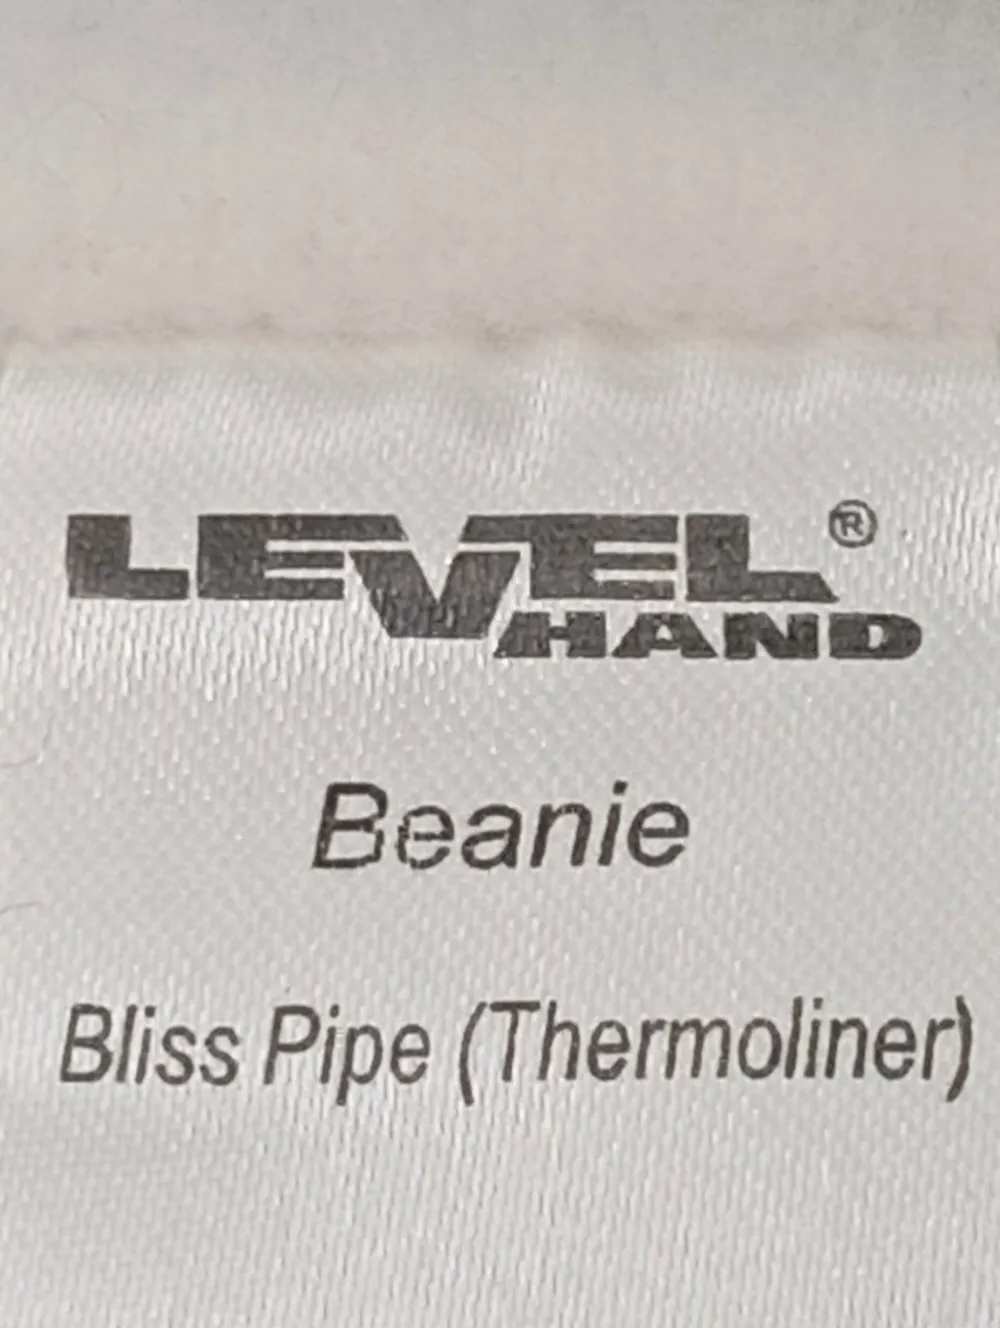 LEVEL ®
HAND
Beanie
Bliss Pipe (Thermoliner)